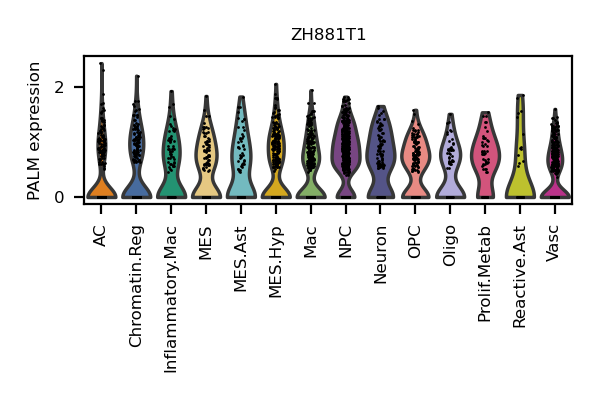 ZH881T1
PALM expression
2
0
AC
Chromatin.Reg
Inflammatory.Mac
MES
MES.Ast
MES.Hyp
Mac
NPC
Neuron
OPC
Oligo
Prolif.Metab
Reactive.Ast
Vasc